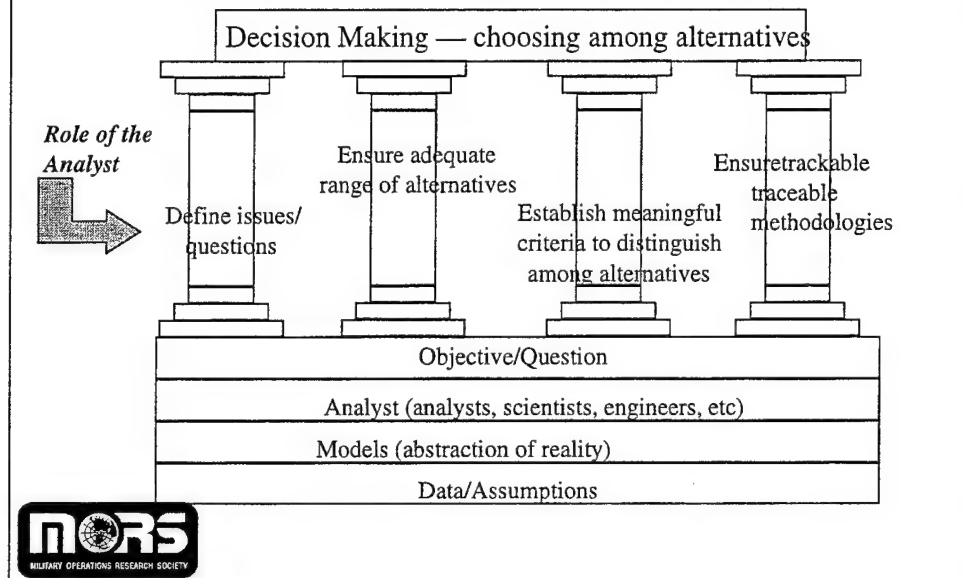 Decision Making — choosing among alternatives
Role of the
Analyst
Define issues/
questions
Ensure adequate
range of alternatives
Establish meaningful
criteria to distinguish
among alternatives
Ensuretrackable
traceable
methodologies
Objective/Question
Analyst (analysts, scientists, engineers, etc)
Models (abstraction of reality)
Data/Assumptions
MORS
MILITARY OPERATIONS RESEARCH SOCIETY